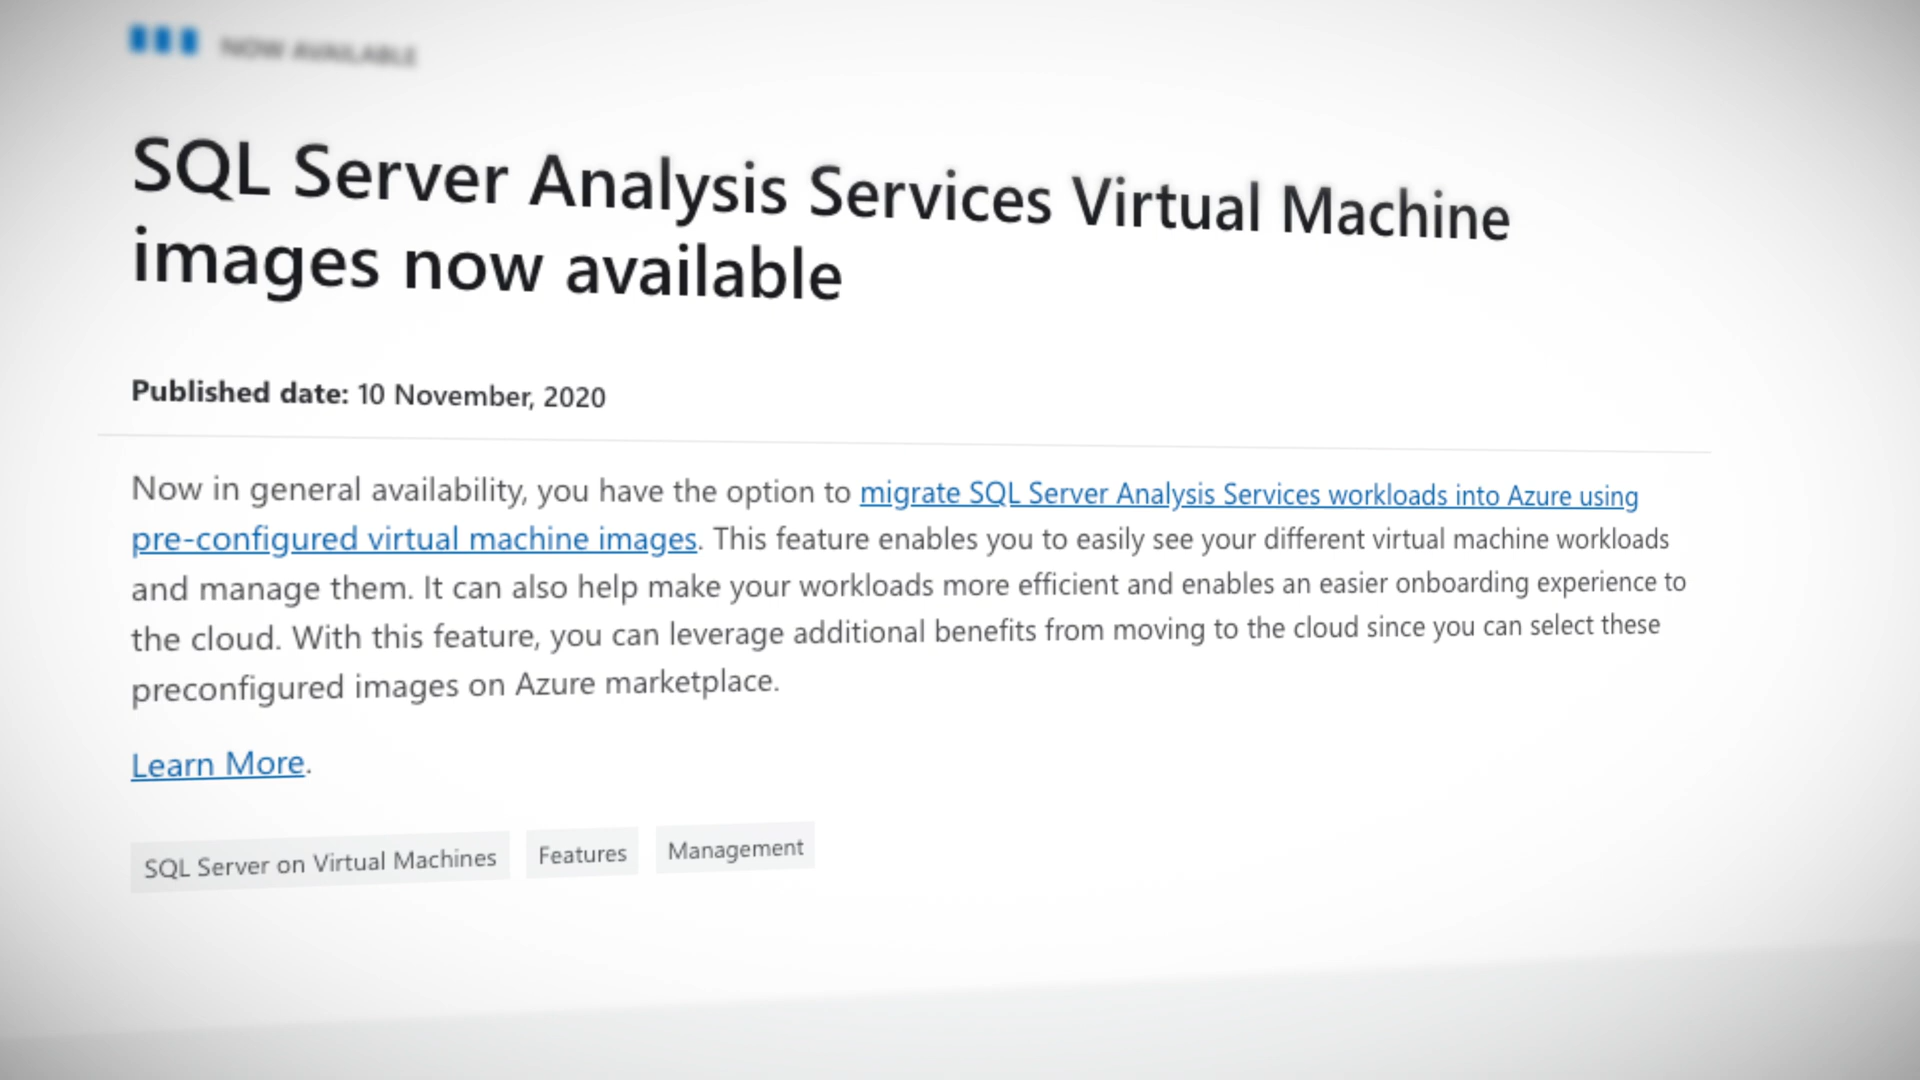 NOW AVAILABLE
SQL Server Analysis Services Virtual Machine
images now available
Published date: 10 November, 2020
Now in general availability, you have the option to migrate SQL Server Analysis Services workloads into Azure using
pre-configured virtual machine images. This feature enables you to easily see your different virtual machine workloads
and manage them. It can also help make your workloads more efficient and enables an easier onboarding experience to
the cloud. With this feature, you can leverage additional benefits from moving to the cloud since you can select these
preconfigured images on Azure marketplace.
Learn More.
SQL Server on Virtual Machines Features Management